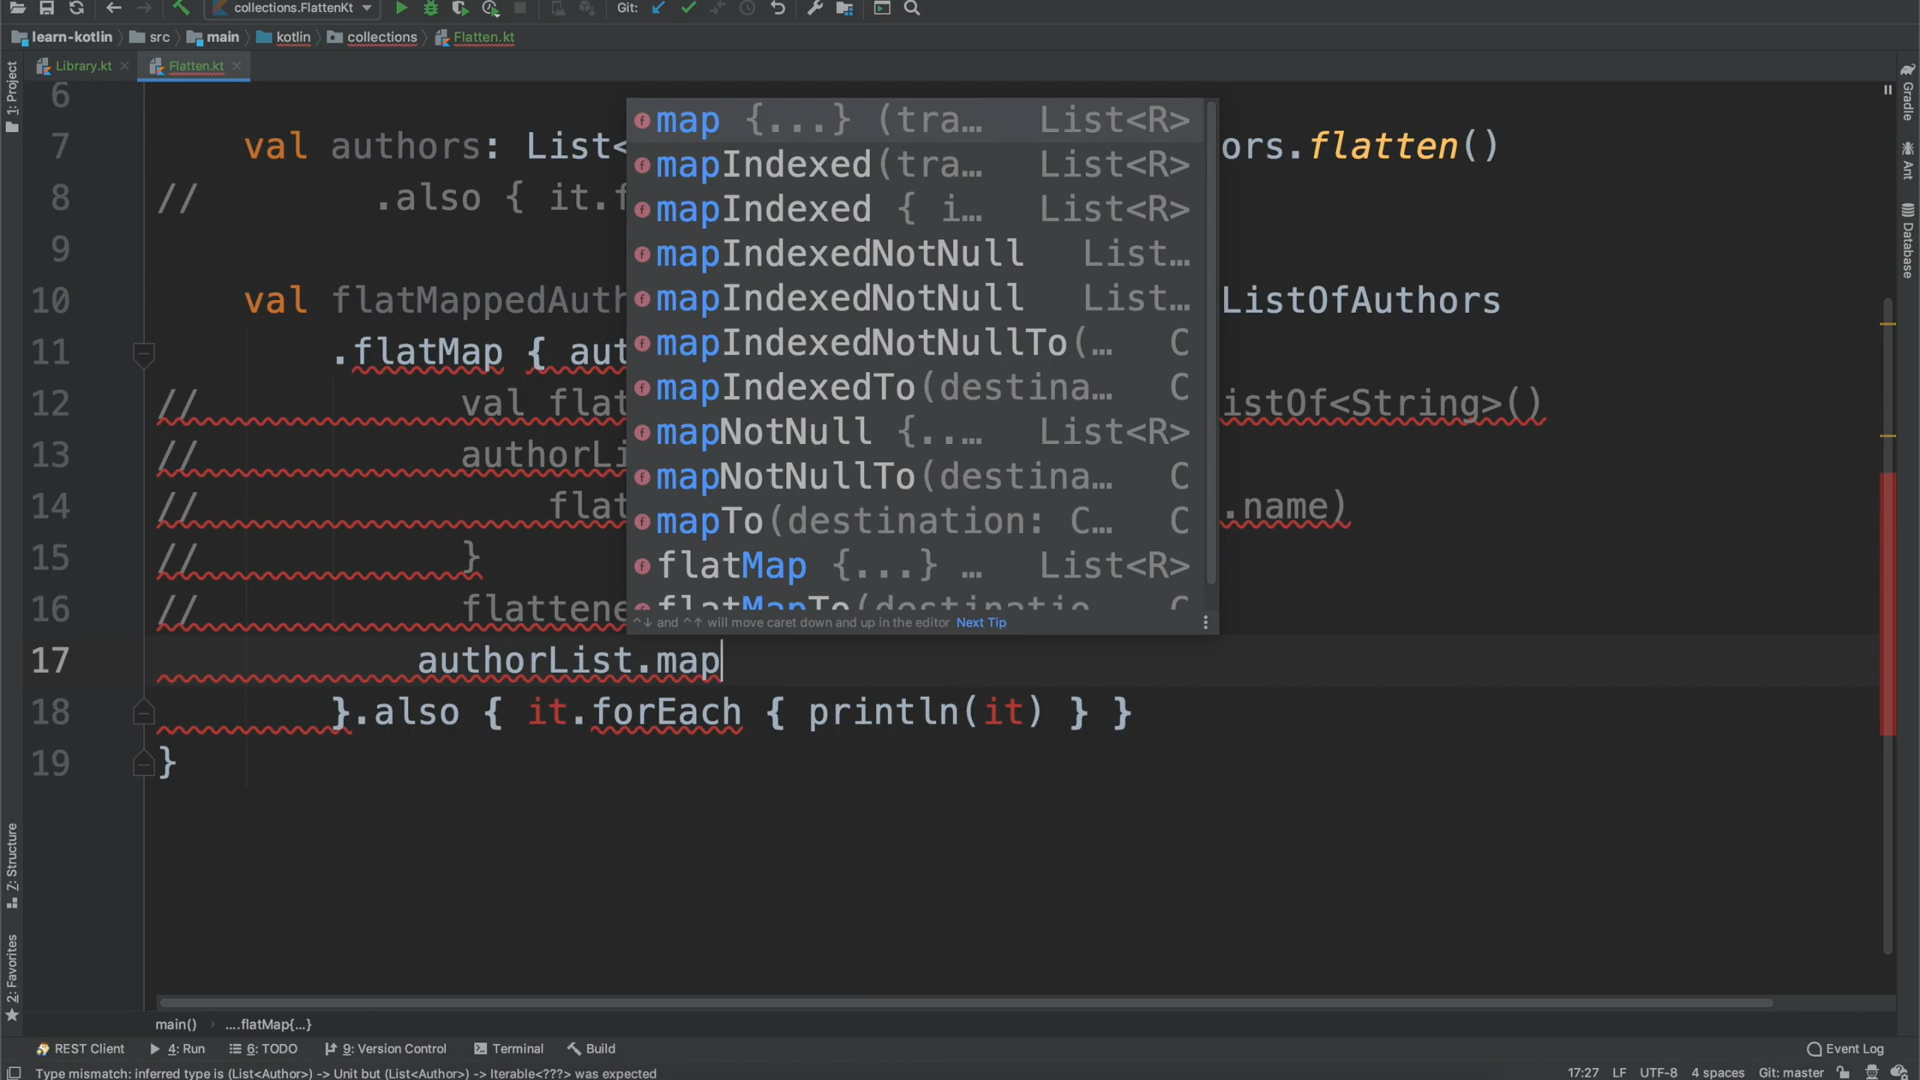 collections.FlattenKt
Git:
learn-kotlin
src
main
kotlin
collections
Flatten.kt
Library.kt
Flatten.kt
1: Project
Gradle
Ant
Database
6
7 val authors: List< ors.flatten()
8 // .also { it.f
9
10 val flatMappedAuth ListOfAuthors
11 .flatMap { aut
12 // val flat istOf<String>()
13 // authorLi
14 // flat .name)
15 // }
16 // flattene
17 authorList.map
18 }.also { it.forEach { println(it) } }
19 }
map {...} (tra… List<R>
mapIndexed(tra… List<R>
mapIndexed { i… List<R>
mapIndexedNotNull List…
mapIndexedNotNull List…
mapIndexedNotNullTo(… C
mapIndexedTo(destina… C
mapNotNull {..… List<R>
mapNotNullTo(destina… C
mapTo(destination: C… C
flatMap {...} … List<R>
flatMapTo(destinatio C
^↓ and ^↑ will move caret down and up in the editor Next Tip
Z: Structure
2: Favorites
main() ....flatMap{...}
REST Client
4: Run
6: TODO
9: Version Control
Terminal
Build
Event Log
Type mismatch: inferred type is (List<Author>) -> Unit but (List<Author>) -> Iterable<???> was expected
17:27 LF UTF-8 4 spaces Git: master